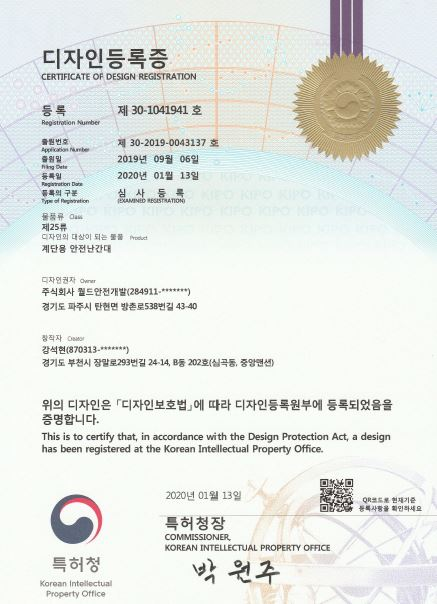 디자인등록증
CERTIFICATE OF DESIGN REGISTRATION
등록 제 30-1041941 호
Registration Number
출원번호 제 30-2019-0043137 호
Application Number
출원일 2019년 09월 06일
Filing Date
등록일 2020년 01월 13일
Registration Date
등록의 구분 심 사 등 록
Type of Registration (EXAMINED REGISTRATION)
물품류 Class
제25류
디자인의 대상이 되는 물품 Product
계단용 안전난간대
디자인권자 Owner
주식회사 월드안전개발(284911-*******)
경기도 파주시 탄현면 방촌로538번길 43-40
창작자 Creator
강석현(870313-*******)
경기도 부천시 장말로293번길 24-14, B동 202호(심곡동, 중앙맨션)
위의 디자인은 「디자인보호법」에 따라 디자인등록원부에 등록되었음을
증명합니다.
This is to certify that, in accordance with the Design Protection Act, a design
has been registered at the Korean Intellectual Property Office.
2020년 01월 13일
QR코드로 현재기준
등록사항을 확인하세요
특허청장
COMMISSIONER,
KOREAN INTELLECTUAL PROPERTY OFFICE
박원주
특허청
Korean Intellectual
Property Office